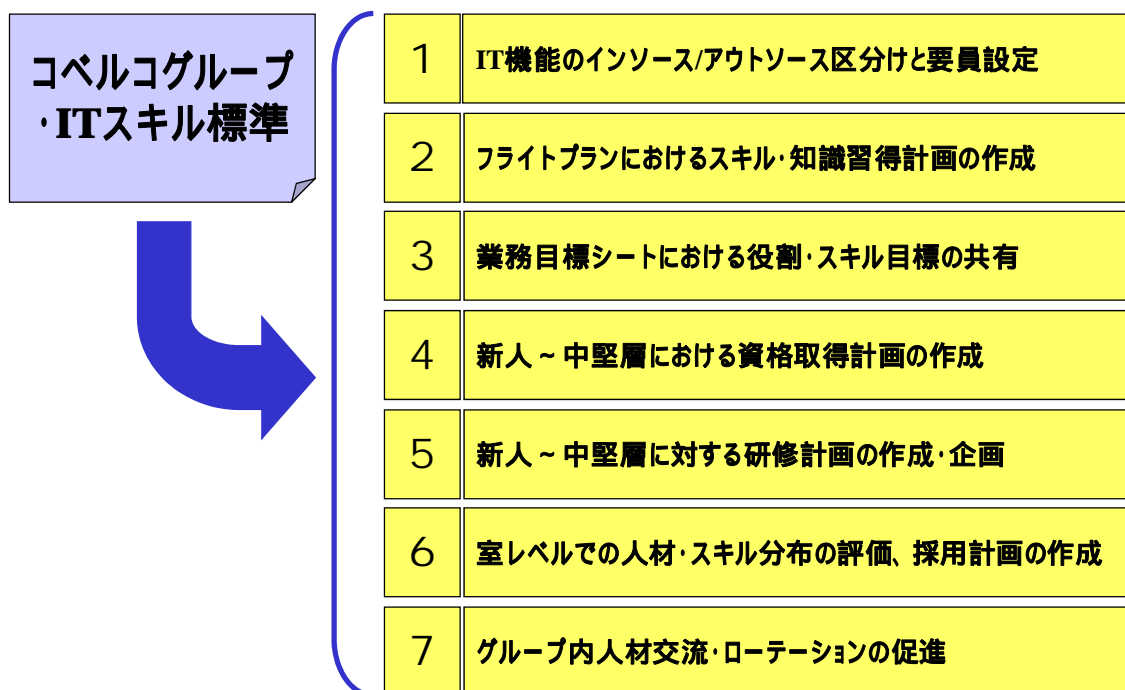 コベルコグループ
・ITスキル標準
1 IT機能のインソース/アウトソース区分けと要員設定
2 フライトプランにおけるスキル・知識習得計画の作成
3 業務目標シートにおける役割・スキル目標の共有
4 新人~中堅層における資格取得計画の作成
5 新人~中堅層に対する研修計画の作成・企画
6 室レベルでの人材・スキル分布の評価、採用計画の作成
7 グループ内人材交流・ローテーションの促進